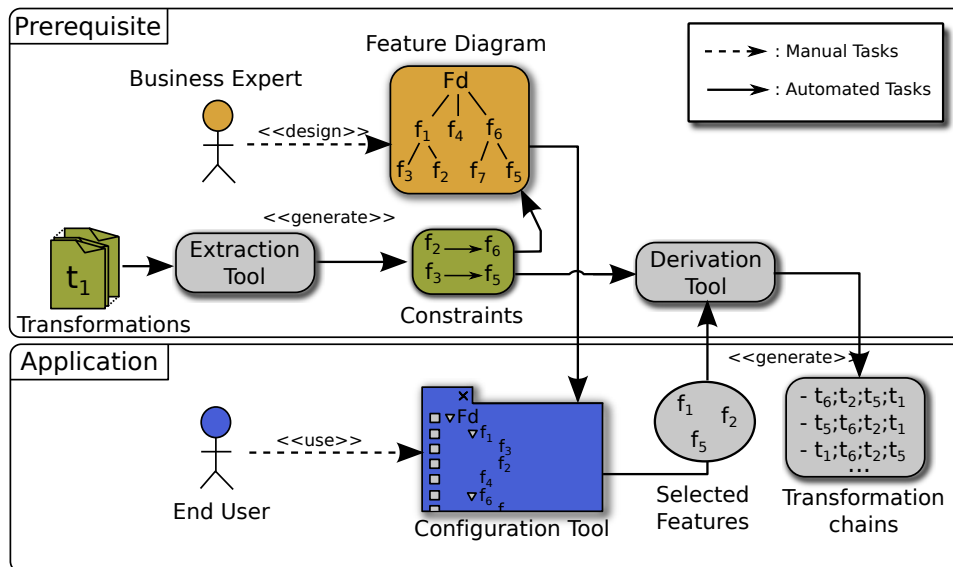 Prerequisite
Feature Diagram
Business Expert
<<design>>
Fd
f1 f4 f6
f3 f2 f7 f5
: Manual Tasks
: Automated Tasks
<<generate>>
t1
Transformations
Extraction
Tool
f2 f6
f3 f5
Constraints
Derivation
Tool
Application
<<generate>>
End User
<<use>>
x
Fd
f1
f3
f2
f4
f6
Configuration Tool
f1 f2
f5
Selected
Features
- t6;t2;t5;t1
- t5;t6;t2;t1
- t1;t6;t2;t5
...
Transformation
chains